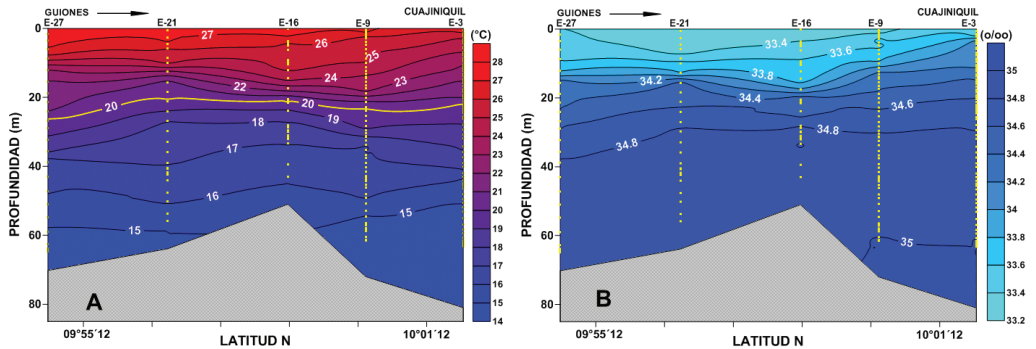 GUIONES
CUAJINIQUIL
E-27
E-21
E-16
E-9
E-3
(°C)
0
20
40
60
80
PROFUNDIDAD (m)
27
26
25
24
23
22
20
20
19
18
17
16
15
15
A
28
27
26
25
24
23
22
21
20
19
18
17
16
15
14
09°55´12
LATITUD N
10°01´12
GUIONES
CUAJINIQUIL
E-27
E-21
E-16
E-9
E-3
(o/oo)
0
20
40
60
80
PROFUNDIDAD (m)
33.4
33.6
33.8
34.2
34.4
34.6
34.8
34.8
35
B
35
34.8
34.6
34.4
34.2
34
33.8
33.6
33.4
33.2
09°55´12
LATITUD N
10°01´12